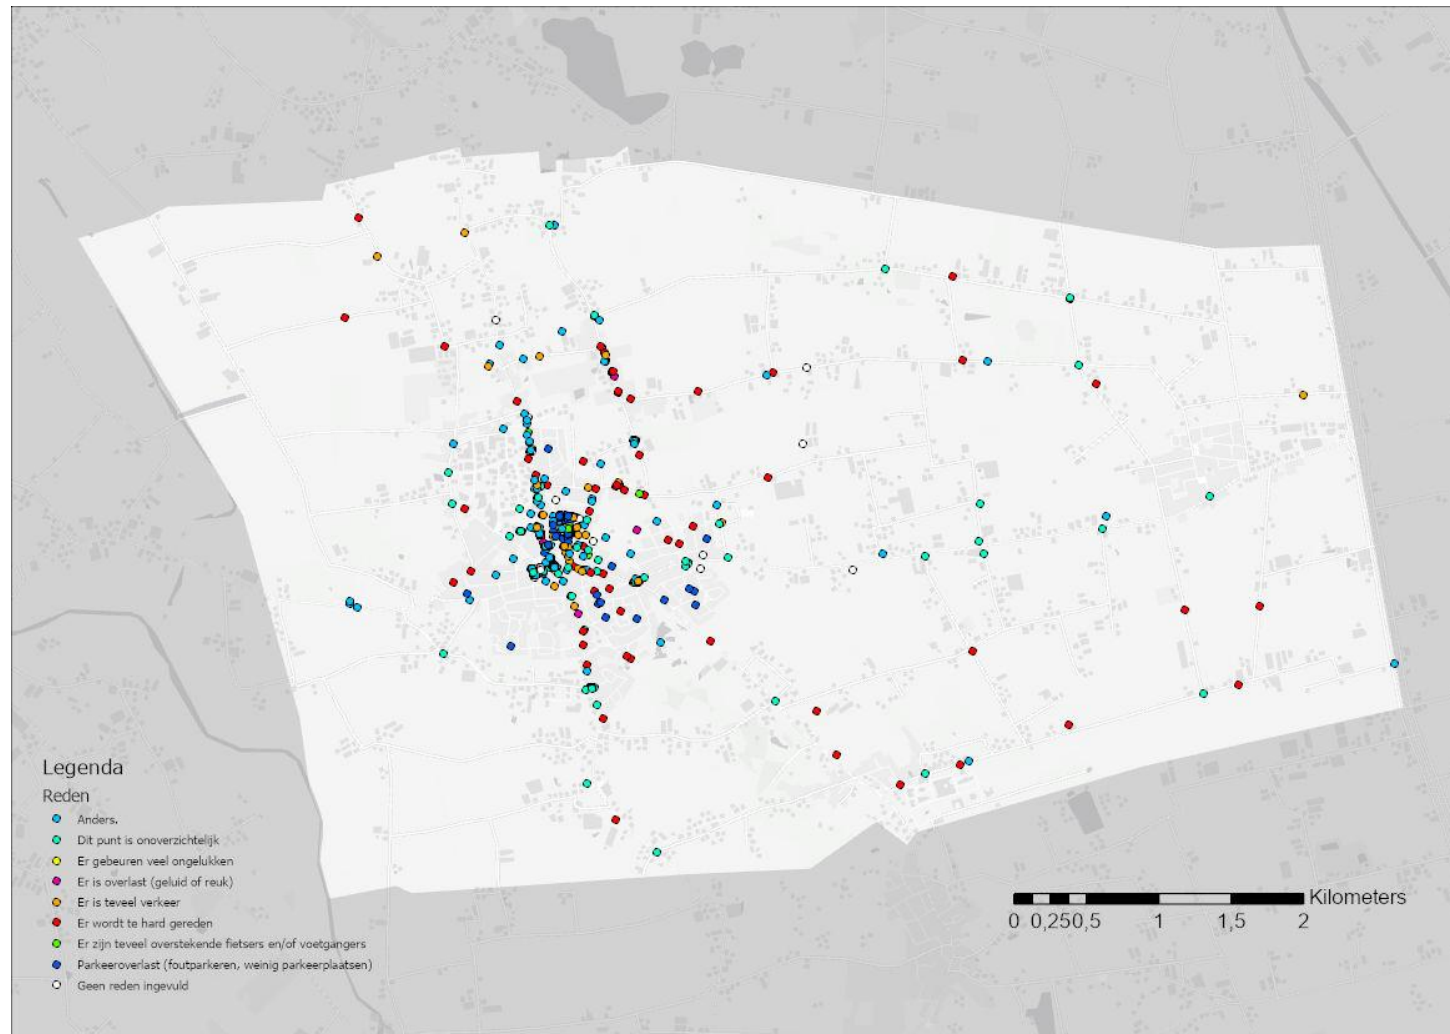 Legenda
Reden
Anders.
Dit punt is onoverzichtelijk
Er gebeuren veel ongelukken
Er is overlast (geluid of reuk)
Er is teveel verkeer
Er wordt te hard gereden
Er zijn teveel overstekende fietsers en/of voetgangers
Parkeeroverlast (foutparkeren, weinig parkeerplaatsen)
Geen reden ingevuld
Kilometers
0 0,250,5 1 1,5 2